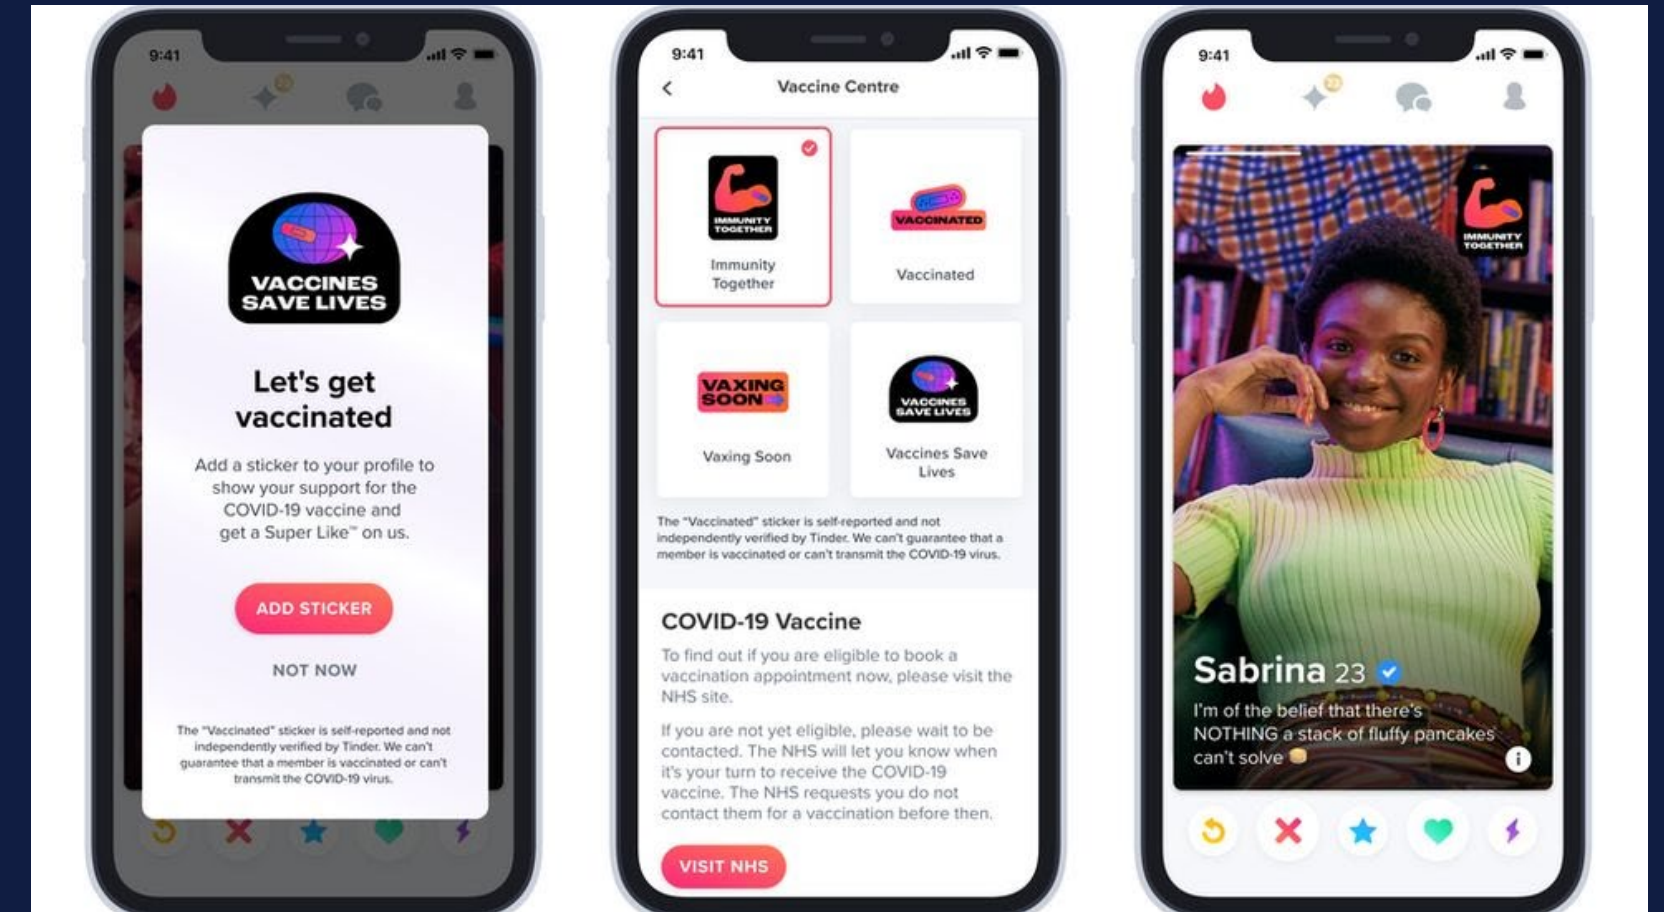 9:41
VACCINES
SAVE LIVES
Let's get
vaccinated
Add a sticker to your profile to
show your support for the
COVID-19 vaccine and
get a Super Like™ on us.
ADD STICKER
NOT NOW
The "Vaccinated" sticker is self-reported and not
independently verified by Tinder. We can't
guarantee that a member is vaccinated or can't
transmit the COVID-19 virus.
9:41
Vaccine Centre
IMMUNITY
TOGETHER
Immunity
Together
VACCINATED
Vaccinated
VAXING
SOON
Vaxing Soon
VACCINES
SAVE LIVES
Vaccines Save
Lives
The "Vaccinated" sticker is self-reported and not
independently verified by Tinder. We can't guarantee that a
member is vaccinated or can't transmit the COVID-19 virus.
COVID-19 Vaccine
To find out if you are eligible to book a
vaccination appointment now, please visit the
NHS site.
If you are not yet eligible, please wait to be
contacted. The NHS will let you know when
it's your turn to receive the COVID-19
vaccine. The NHS requests you do not
contact them for a vaccination before then.
VISIT NHS
9:41
23
IMMUNITY
TOGETHER
Sabrina 23
I'm of the belief that there's
NOTHING a stack of fluffy pancakes
can't solve